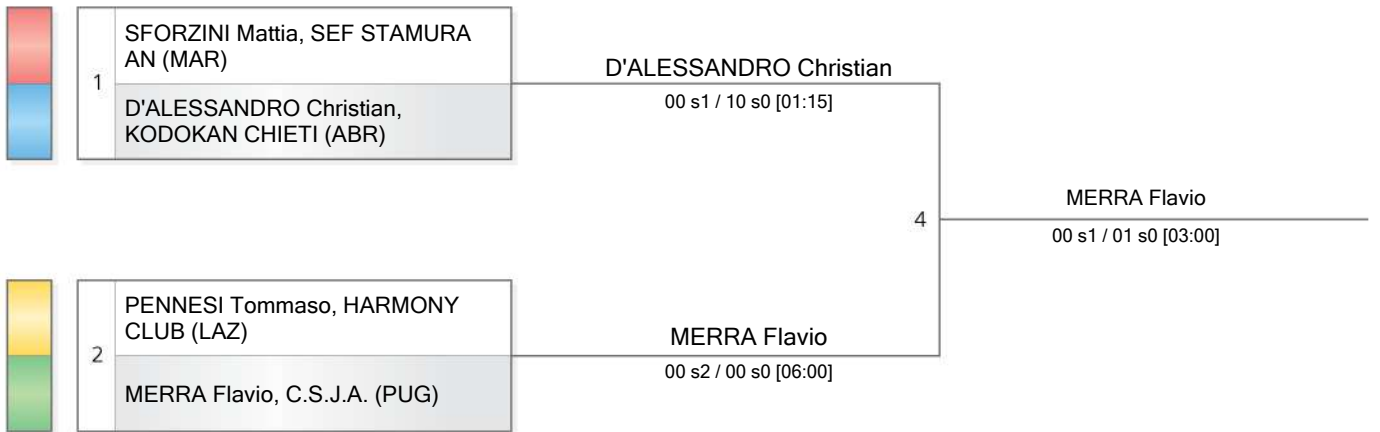 1
SFORZINI Mattia, SEF STAMURA
AN (MAR)
D'ALESSANDRO Christian,
KODOKAN CHIETI (ABR)
D'ALESSANDRO Christian
00 s1 / 10 s0 [01:15]
4
MERRA Flavio
00 s1 / 01 s0 [03:00]
2
PENNESI Tommaso, HARMONY
CLUB (LAZ)
MERRA Flavio, C.S.J.A. (PUG)
MERRA Flavio
00 s2 / 00 s0 [06:00]